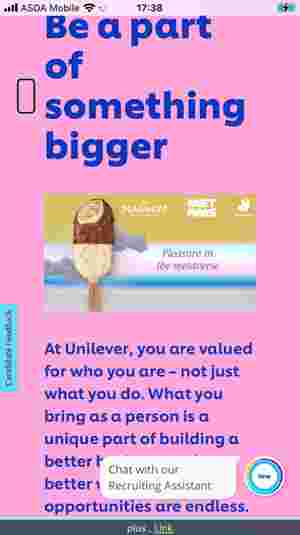 ASDA Mobile 17:38
Be a part
of
something
bigger
MAGNUM
Pleasure in
the metaverse
Candidate Feedback
At Unilever, you are valued
for who you are – not just
what you do. What you
bring as a person is a
unique part of building a
better
better
opportunities are endless.
Chat with our
Recruiting Assistant
New
plus . Link